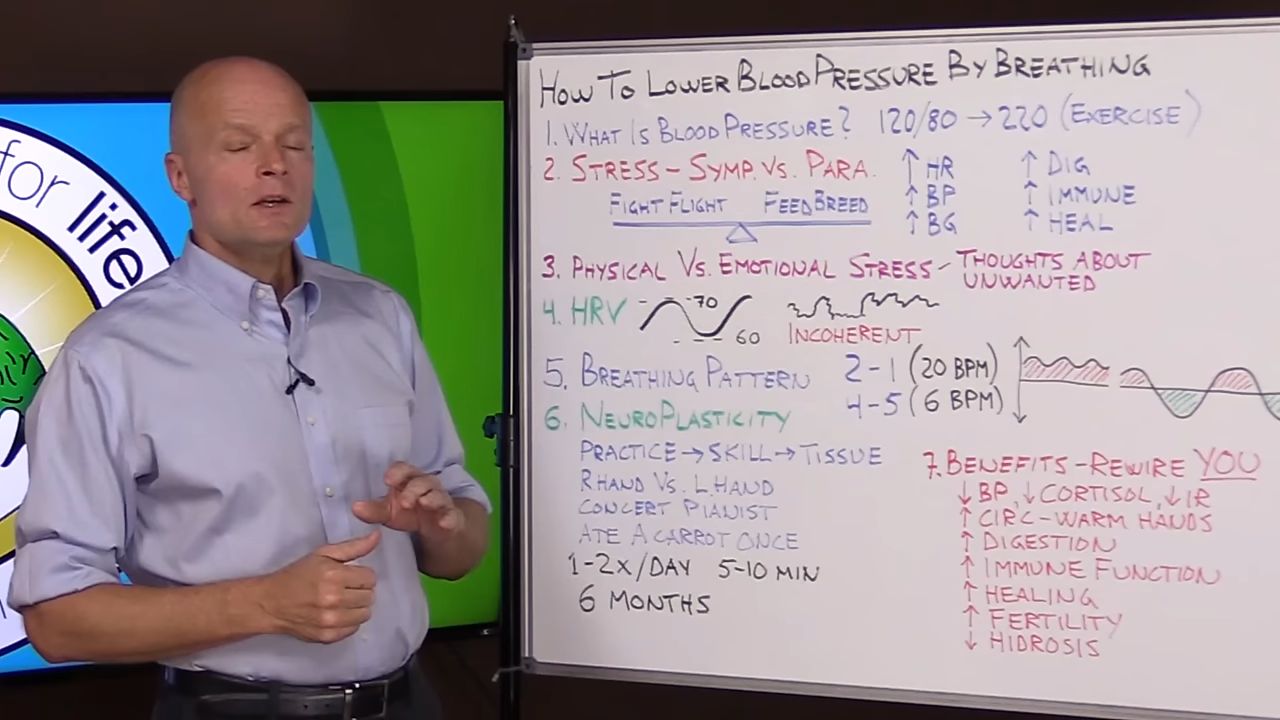 for life
HOW TO LOWER BLOOD PRESSURE BY BREATHING
1. WHAT IS BLOOD PRESSURE? 120/80 → 220 (EXERCISE)
2. STRESS - SYMP. VS. PARA. ↑ HR ↑ DIG
FIGHT FLIGHT FEED BREED ↑ BP ↑ IMMUNE
↑ BG ↑ HEAL
3. PHYSICAL VS. EMOTIONAL STRESS - THOUGHTS ABOUT
UNWANTED
4. HRV 70
60 INCOHERENT
5. BREATHING PATTERN 2-1 (20 BPM)
4-5 (6 BPM)
6. NEUROPLASTICITY
PRACTICE → SKILL → TISSUE
R HAND VS. L. HAND
CONCERT PIANIST
ATE A CARROT ONCE
1-2X/DAY 5-10 MIN
6 MONTHS
7. BENEFITS - REWIRE YOU
↓ BP, ↓ CORTISOL, ↓ IR
↑ CIRC - WARM HANDS
↑ DIGESTION
↑ IMMUNE FUNCTION
↑ HEALING
↑ FERTILITY
↓ HIDROSIS